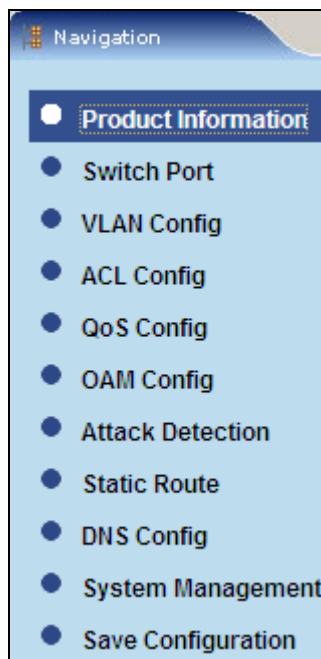 Navigation
Product Information
Switch Port
VLAN Config
ACL Config
QoS Config
OAM Config
Attack Detection
Static Route
DNS Config
System Management
Save Configuration